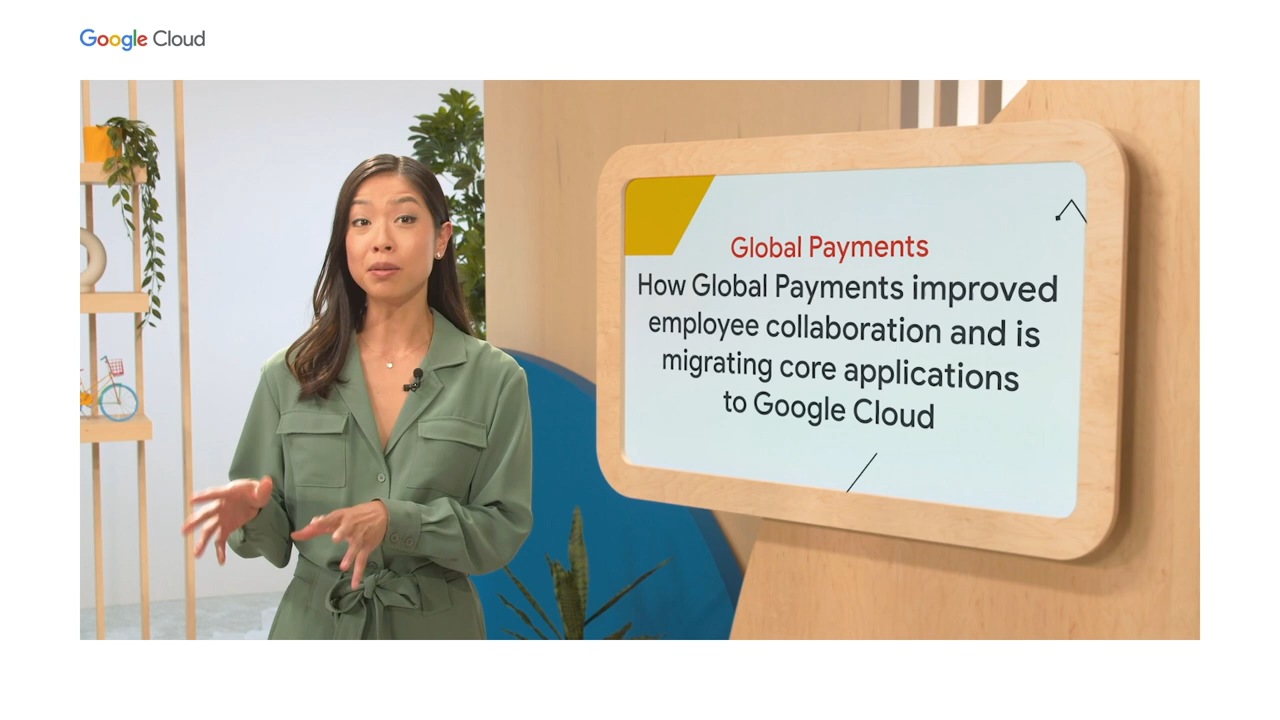 Google Cloud
Global Payments
How Global Payments improved
employee collaboration and is
migrating core applications
to Google Cloud